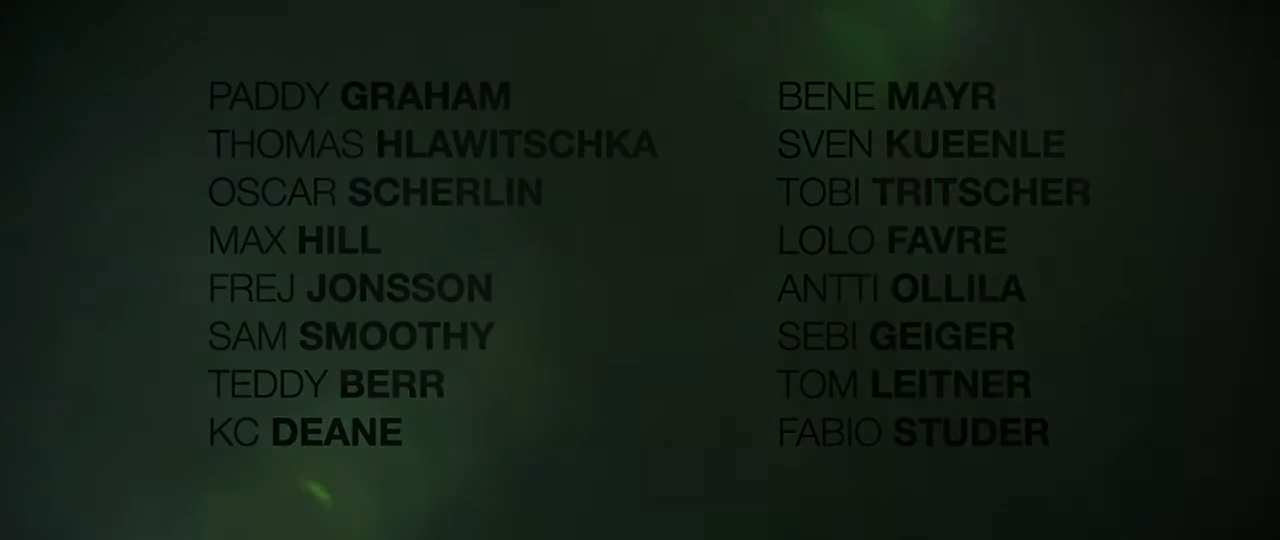 PADDY GRAHAM
THOMAS HLAWITSCHKA
OSCAR SCHERLIN
MAX HILL
FREJ JONSSON
SAM SMOOTHY
TEDDY BERR
KC DEANE
BENE MAYR
SVEN KUEENLE
TOBI TRITSCHER
LOLO FAVRE
ANTTI OLLILA
SEBI GEIGER
TOM LEITNER
FABIO STUDER